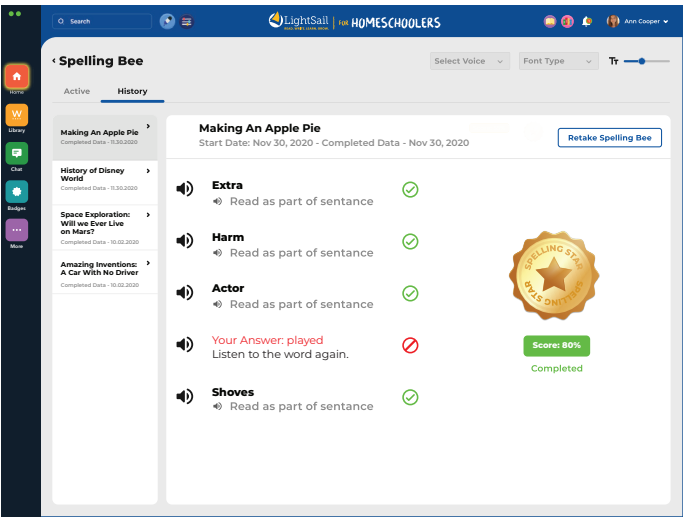 Search
LightSail
READ. WRITE. LEARN. GROW.
FOR HOMESCHOOLERS
Ann Cooper
Spelling Bee
Select Voice
Font Type
TT
Active
History
Home
Library
Chat
Badges
More
Making An Apple Pie
Completed Data - 11.30.2020
History of Disney
World
Completed Data - 11.30.2020
Space Exploration:
Will we Ever Live
on Mars?
Completed Data - 10.02.2020
Amazing Inventions:
A Car With No Driver
Completed Data - 10.02.2020
Making An Apple Pie
Start Date: Nov 30, 2020 - Completed Data - Nov 30, 2020
Retake Spelling Bee
Extra
Read as part of sentance
Harm
Read as part of sentance
Actor
Read as part of sentance
Your Answer: played
Listen to the word again.
Shoves
Read as part of sentance
SPELLING STAR
SPELLING STAR
Score: 80%
Completed